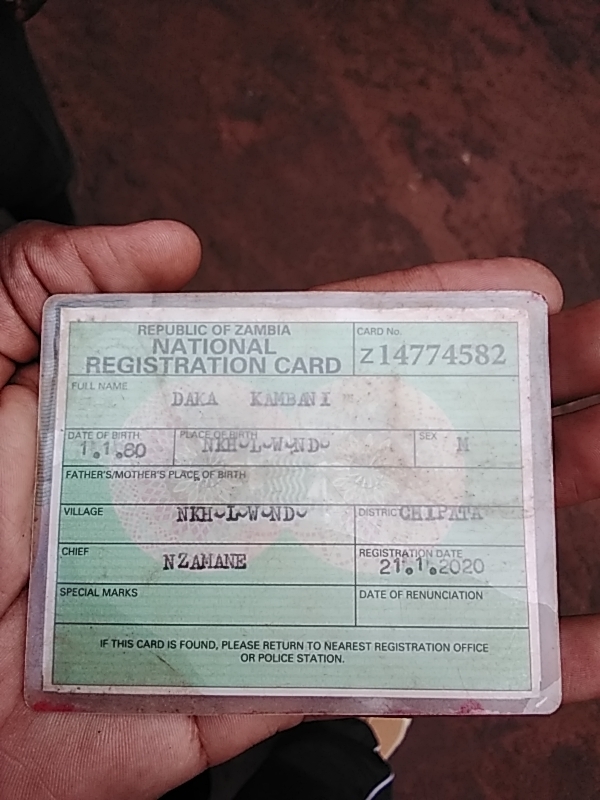 REPUBLIC OF ZAMBIA
NATIONAL
REGISTRATION CARD
CARD No.
Z14774582
FULL NAME
DAKA KAMBANI
DATE OF BIRTH
1.1.80
PLACE OF BIRTH
SEX
M
FATHER'S/MOTHER'S PLACE OF BIRTH
VILLAGE
DISTRICT
CHIPATA
CHIEF
NZAMANE
REGISTRATION DATE
21.1.2020
SPECIAL MARKS
DATE OF RENUNCIATION
IF THIS CARD IS FOUND, PLEASE RETURN TO NEAREST REGISTRATION OFFICE
OR POLICE STATION.